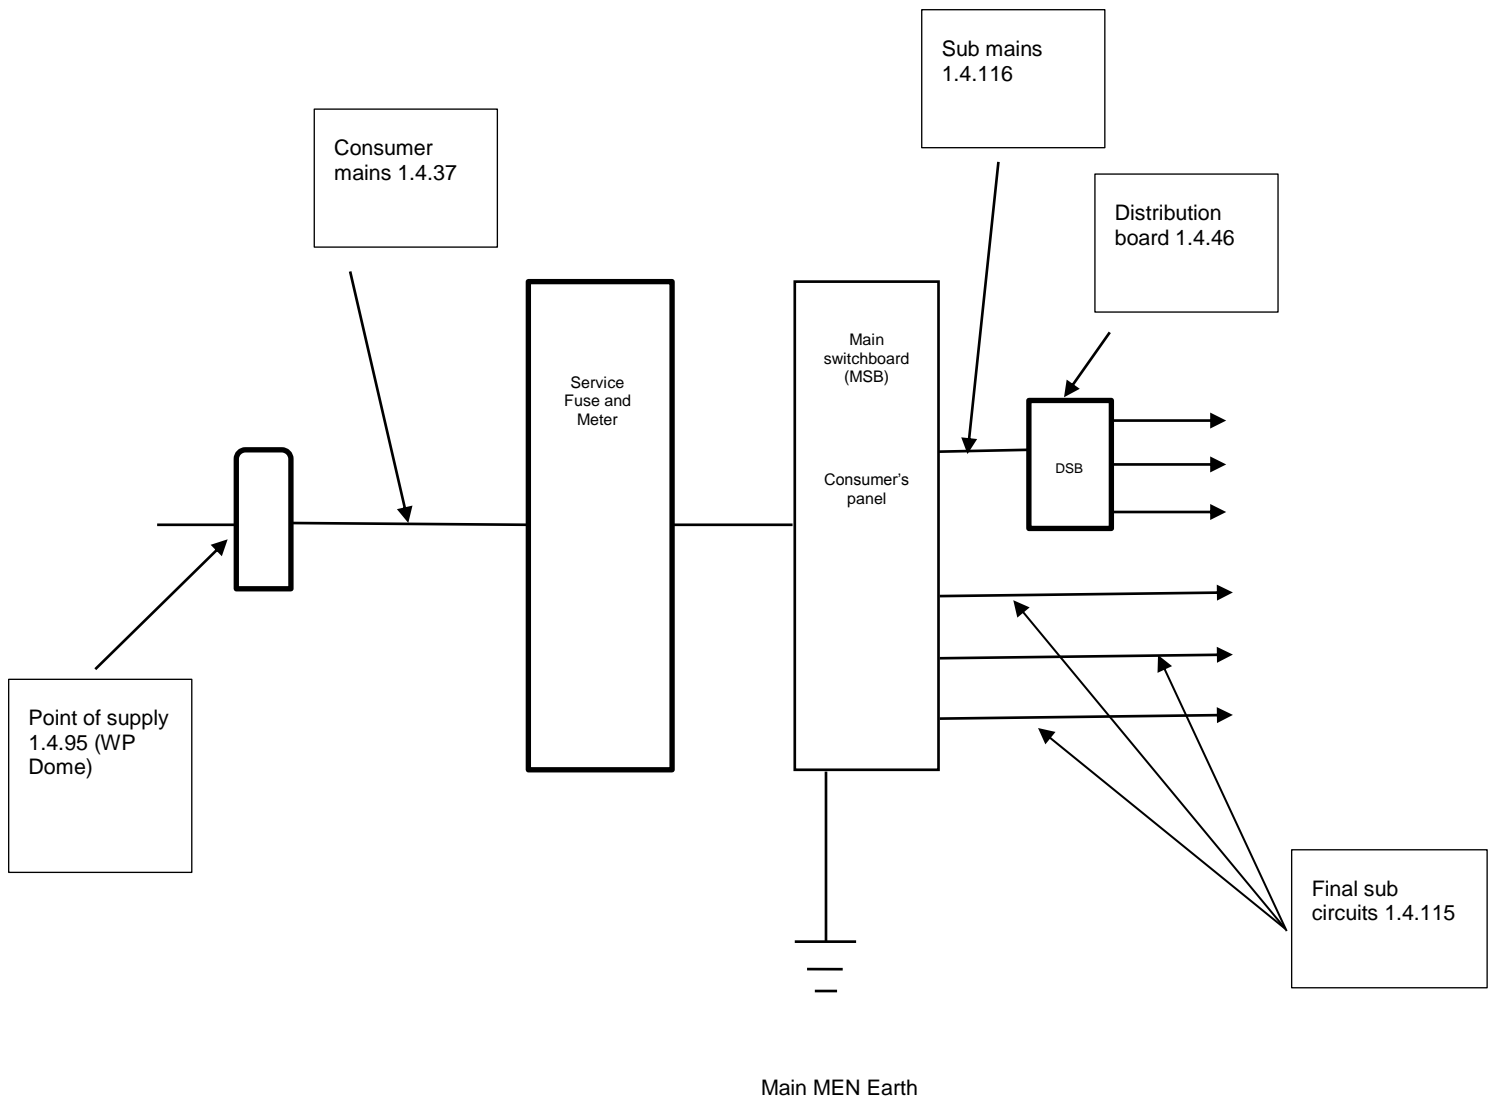 Sub mains
1.4.116
Consumer
mains 1.4.37
Distribution
board 1.4.46
Main
switchboard
(MSB)
Service
Fuse and
Meter
DSB
Consumer's
panel
Point of supply
1.4.95 (WP
Dome)
Final sub
circuits 1.4.115
Main MEN Earth